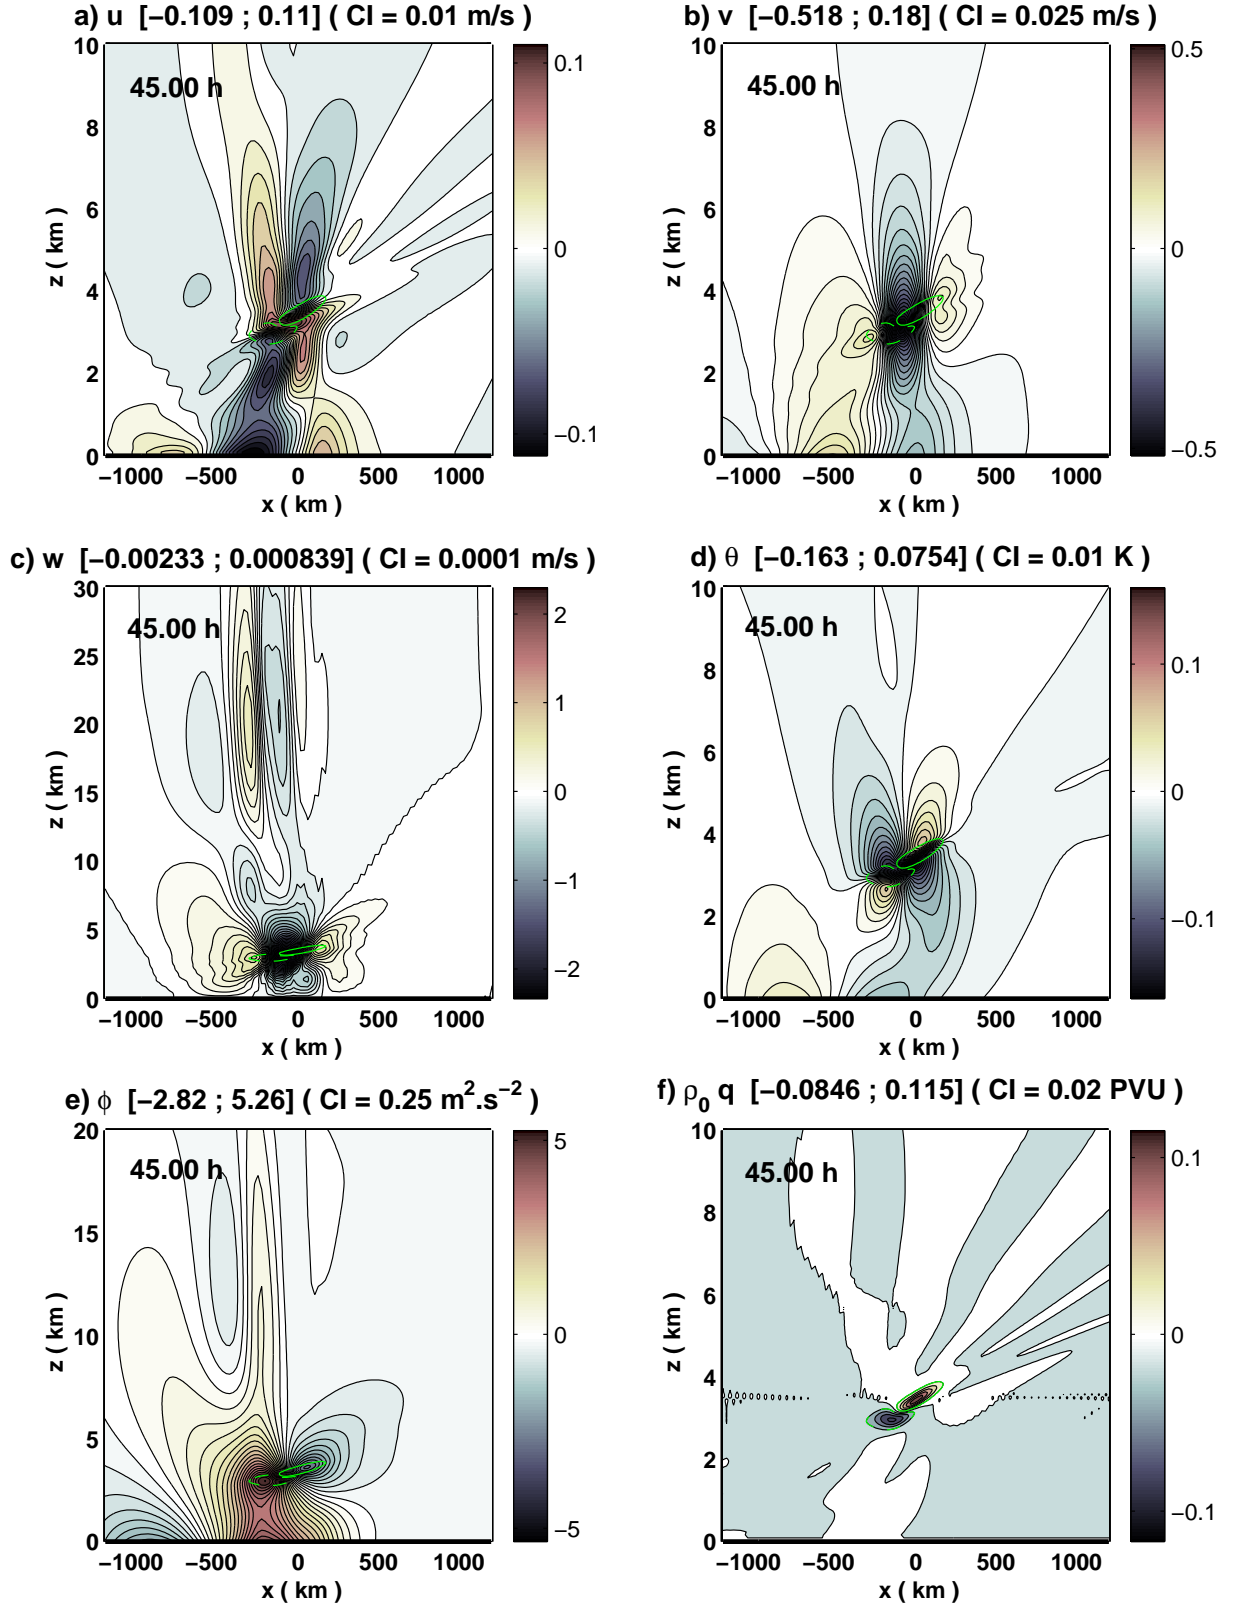 a) u [−0.109 ; 0.11] ( CI = 0.01 m/s )
10
8
6
4
2
0
z ( km )
45.00 h
−1000 −500 0 500 1000
x ( km )
0.1
0
−0.1
b) v [−0.518 ; 0.18] ( CI = 0.025 m/s )
10
8
6
4
2
0
z ( km )
45.00 h
−1000 −500 0 500 1000
x ( km )
0.5
0
−0.5
c) w [−0.00233 ; 0.000839] ( CI = 0.0001 m/s )
30
25
20
15
10
5
0
z ( km )
45.00 h
−1000 −500 0 500 1000
x ( km )
2
1
0
−1
−2
d) θ [−0.163 ; 0.0754] ( CI = 0.01 K )
10
8
6
4
2
0
z ( km )
45.00 h
−1000 −500 0 500 1000
x ( km )
0.1
0
−0.1
e) ϕ [−2.82 ; 5.26] ( CI = 0.25 m².s⁻² )
20
15
10
5
0
z ( km )
45.00 h
−1000 −500 0 500 1000
x ( km )
5
0
−5
f) ρ₀ q [−0.0846 ; 0.115] ( CI = 0.02 PVU )
10
8
6
4
2
0
z ( km )
45.00 h
−1000 −500 0 500 1000
x ( km )
0.1
0
−0.1